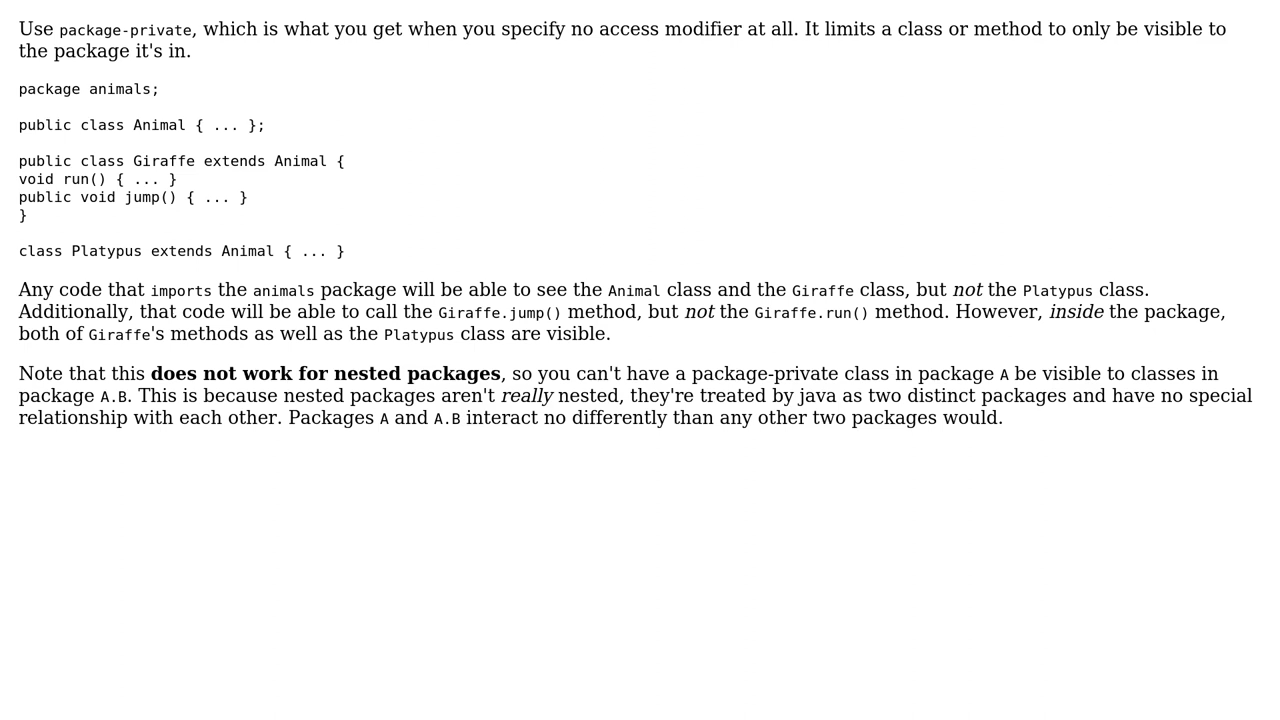 Use package-private, which is what you get when you specify no access modifier at all. It limits a class or method to only be visible to
the package it's in.
package animals;
public class Animal { ... };
public class Giraffe extends Animal {
void run() { ... }
public void jump() { ... }
}
class Platypus extends Animal { ... }
Any code that imports the animals package will be able to see the Animal class and the Giraffe class, but not the Platypus class.
Additionally, that code will be able to call the Giraffe.jump() method, but not the Giraffe.run() method. However, inside the package,
both of Giraffe's methods as well as the Platypus class are visible.
Note that this does not work for nested packages, so you can't have a package-private class in package A be visible to classes in
package A.B. This is because nested packages aren't really nested, they're treated by java as two distinct packages and have no special
relationship with each other. Packages A and A.B interact no differently than any other two packages would.